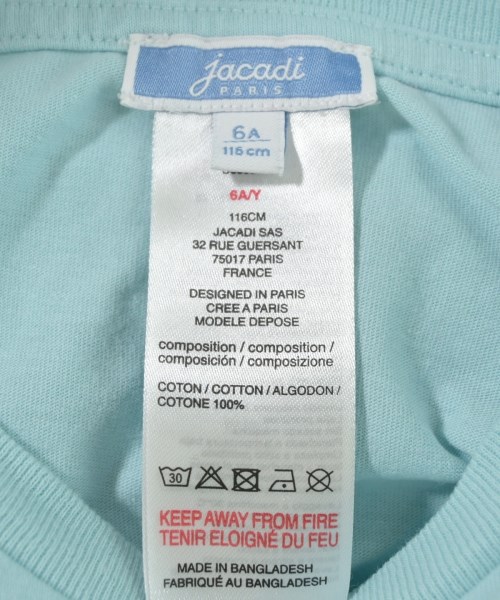 jacadi
PARIS
6A
116 cm
6A/Y
116CM
JACADI SAS
32 RUE GUERSANT
75017 PARIS
FRANCE
DESIGNED IN PARIS
CREE A PARIS
MODELE DEPOSE
composition / composition /
composición / composizione
COTON / COTTON / ALGODON /
COTONE 100%
30
KEEP AWAY FROM FIRE
TENIR ELOIGNÉ DU FEU
MADE IN BANGLADESH
FABRIQUÉ AU BANGLADESH